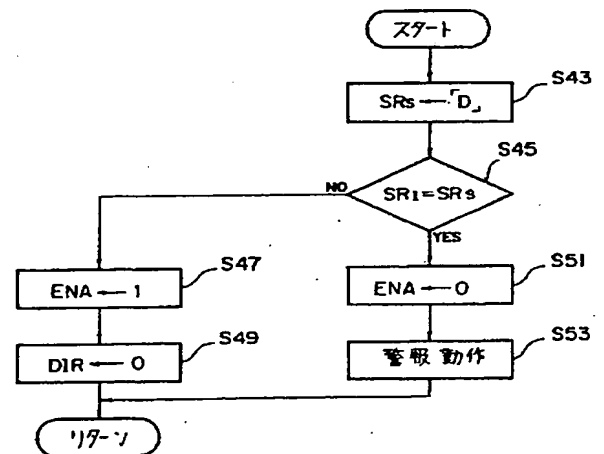 スタート
S43
SRs ← 「D」
S45
SR1 = SRs
NO
YES
S47
ENA ← 1
S51
ENA ← 0
S49
DIR ← 0
S53
警報動作
リターン